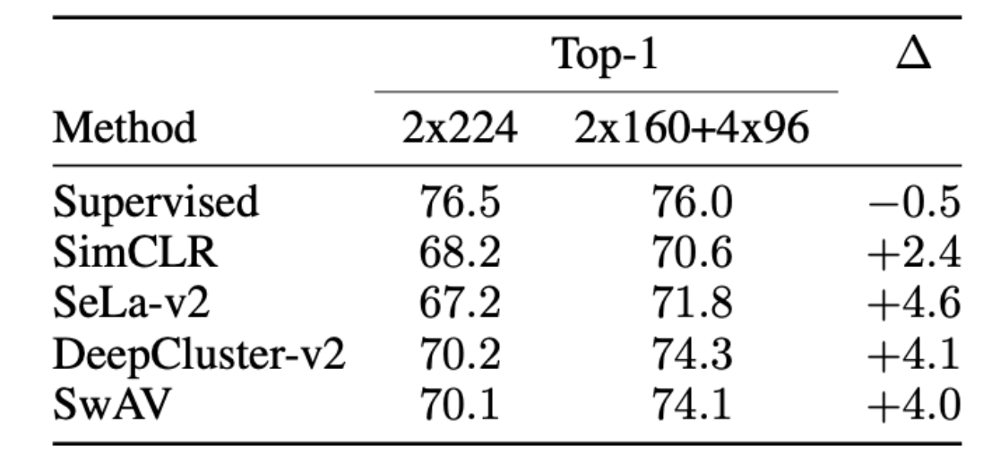 Top-1 Δ
Method 2x224 2x160+4x96
Supervised 76.5 76.0 −0.5
SimCLR 68.2 70.6 +2.4
SeLa-v2 67.2 71.8 +4.6
DeepCluster-v2 70.2 74.3 +4.1
SwAV 70.1 74.1 +4.0